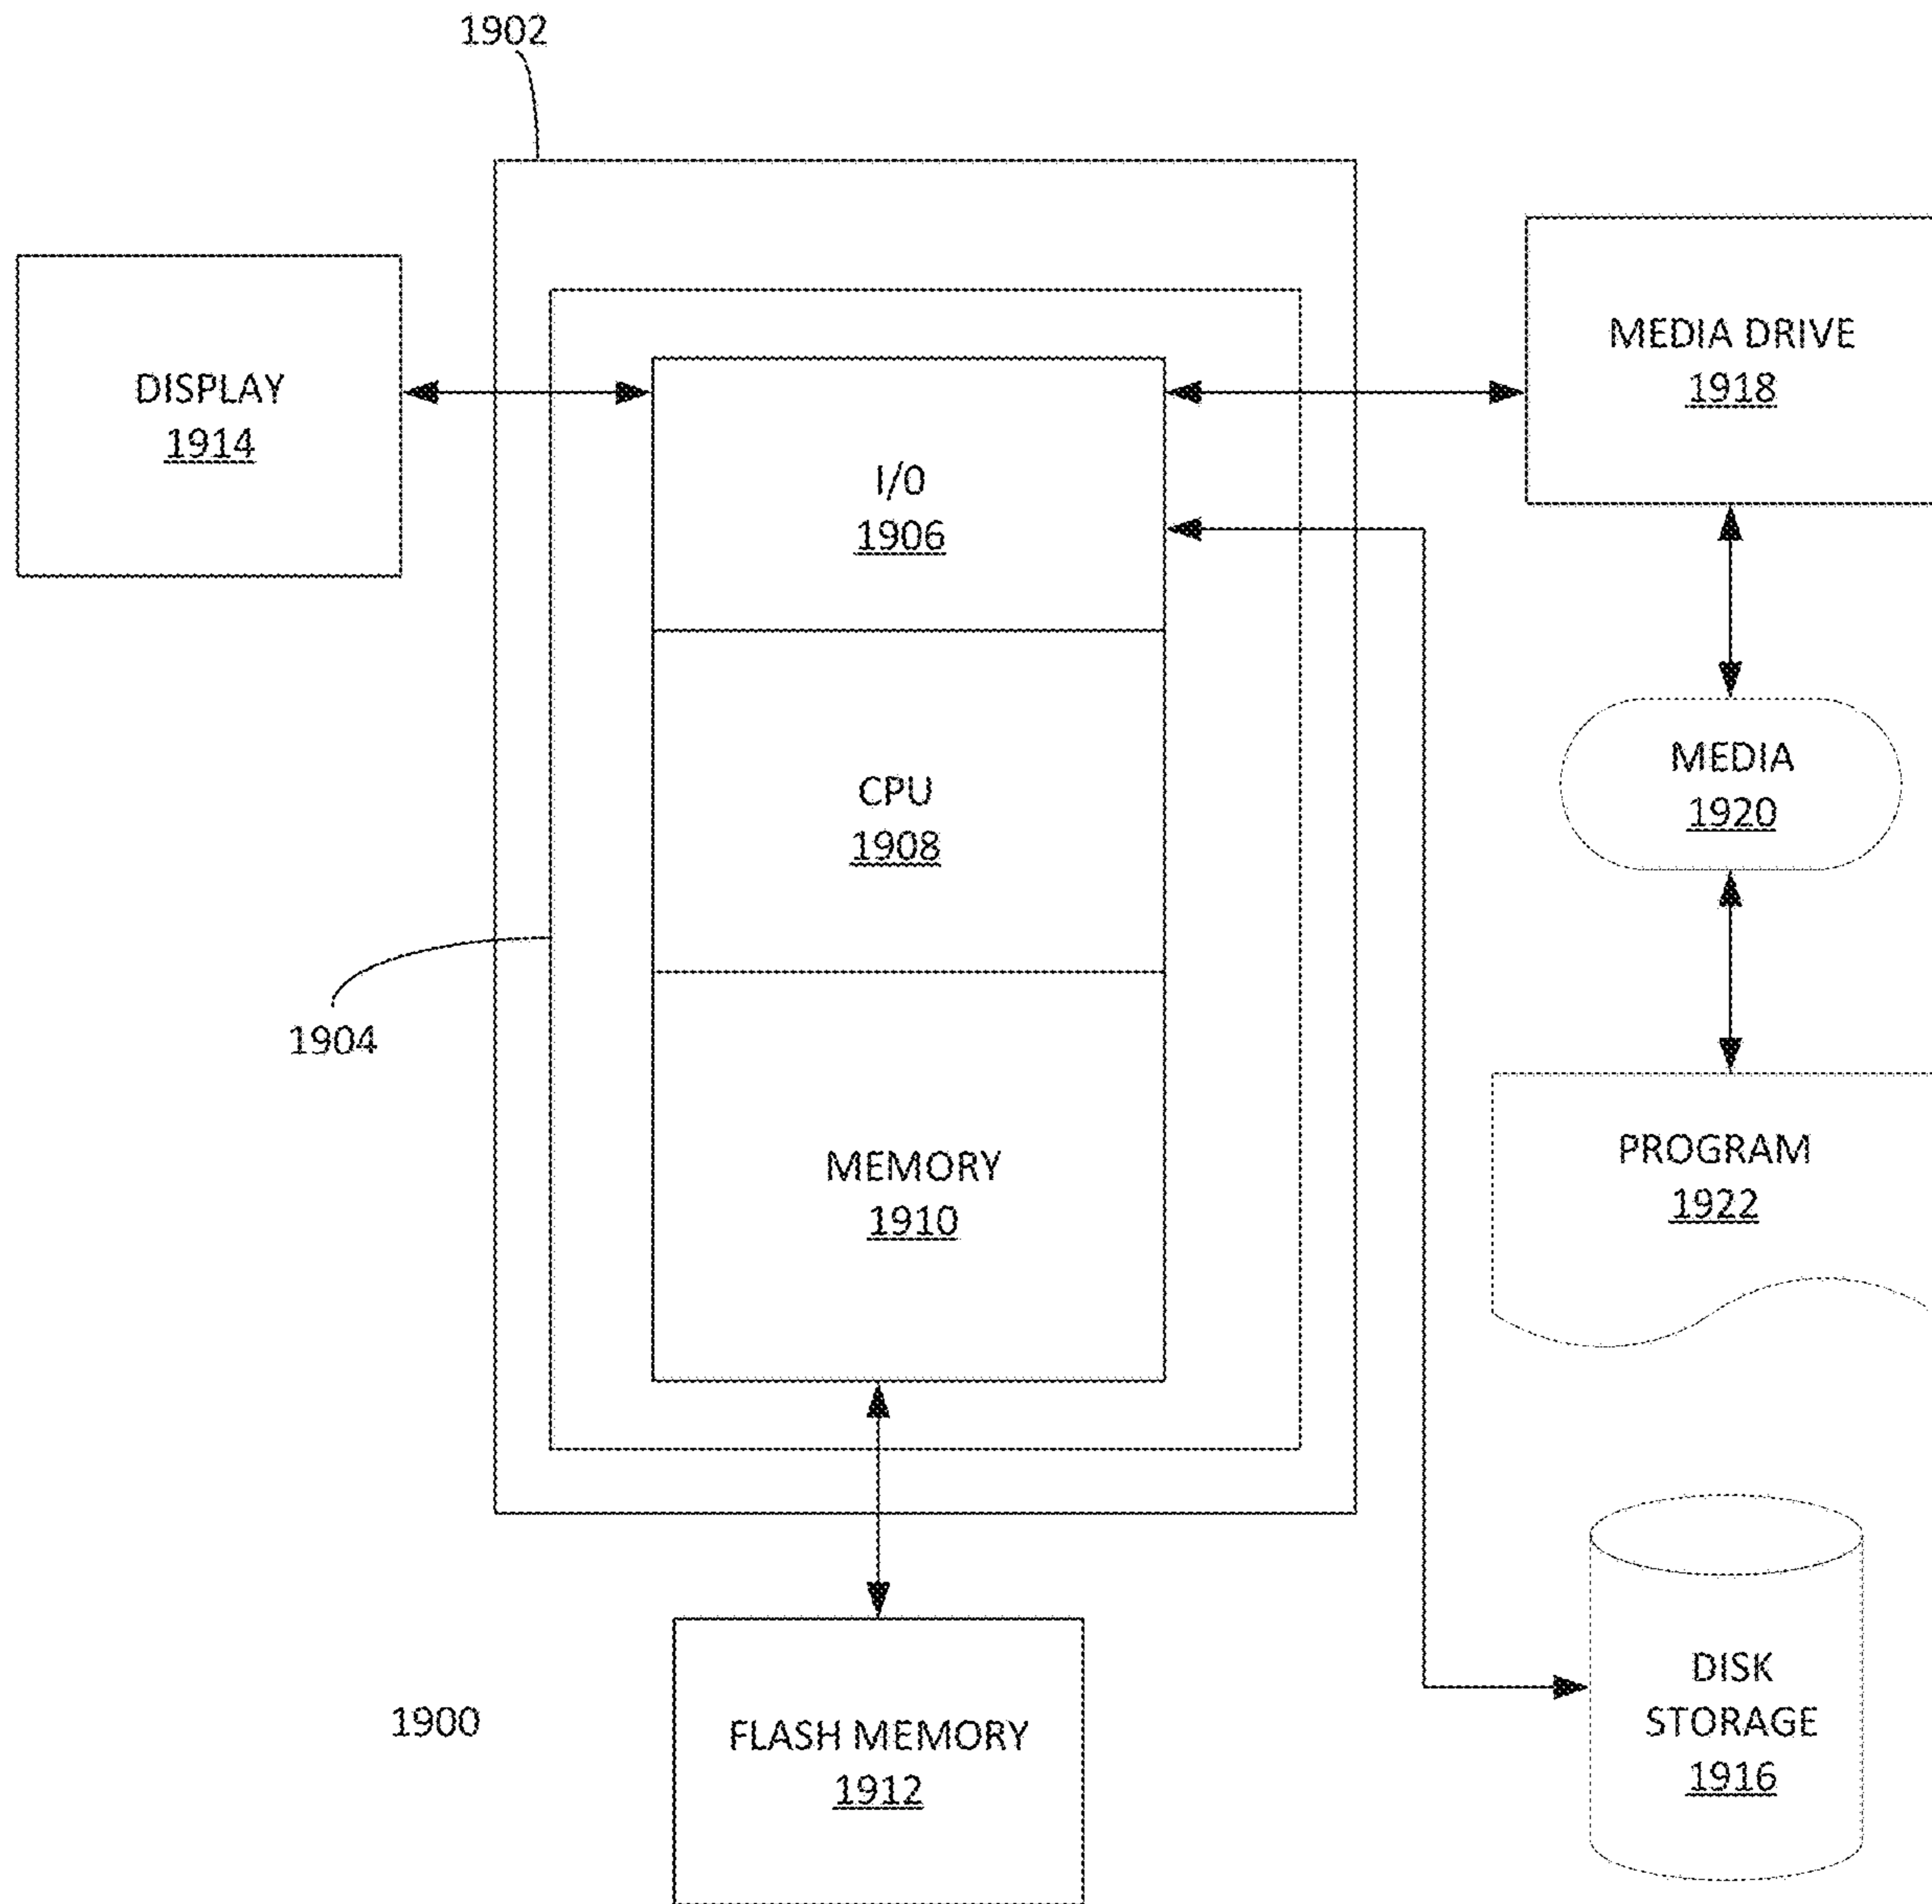 1902
DISPLAY
1914
I/0
1906
MEDIA DRIVE
1918
CPU
1908
MEDIA
1920
1904
MEMORY
1910
PROGRAM
1922
1900
FLASH MEMORY
1912
DISK
STORAGE
1916